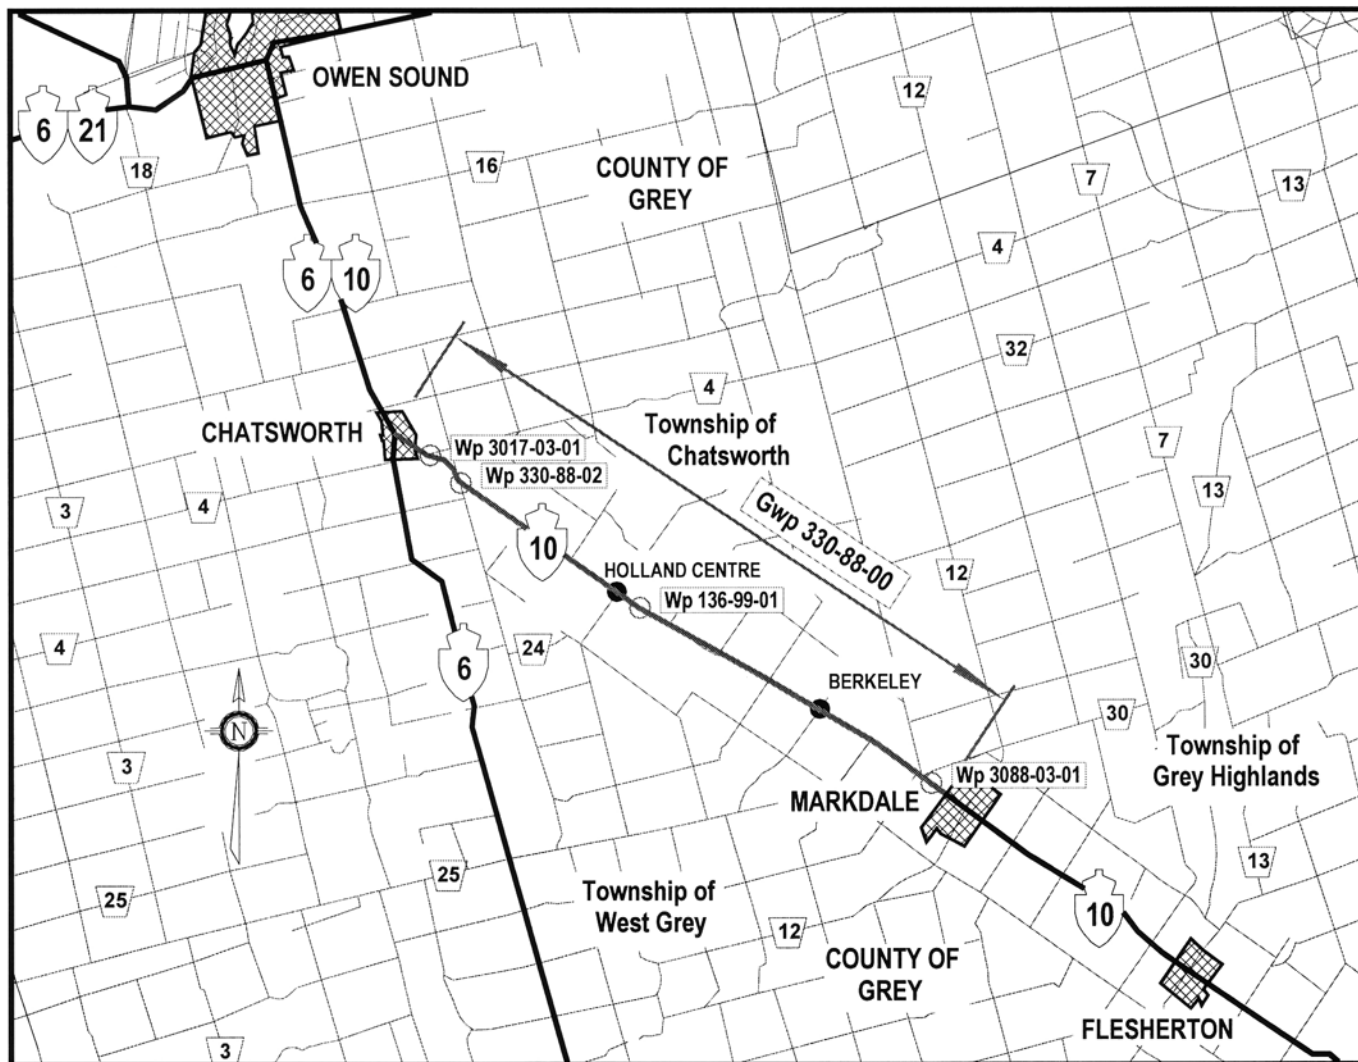 OWEN SOUND
12
6
21
18
16
COUNTY OF
GREY
7
13
4
6
10
32
4
CHATSWORTH
Township of
Chatsworth
Wp 3017-03-01
Wp 330-88-02
7
13
3
4
Gwp 330-88-00
10
HOLLAND CENTRE
12
Wp 136-99-01
4
24
6
BERKELEY
30
30
N
3
Township of
Grey Highlands
Wp 3088-03-01
MARKDALE
25
25
13
Township of
West Grey
12
10
COUNTY OF
GREY
FLESHERTON
3